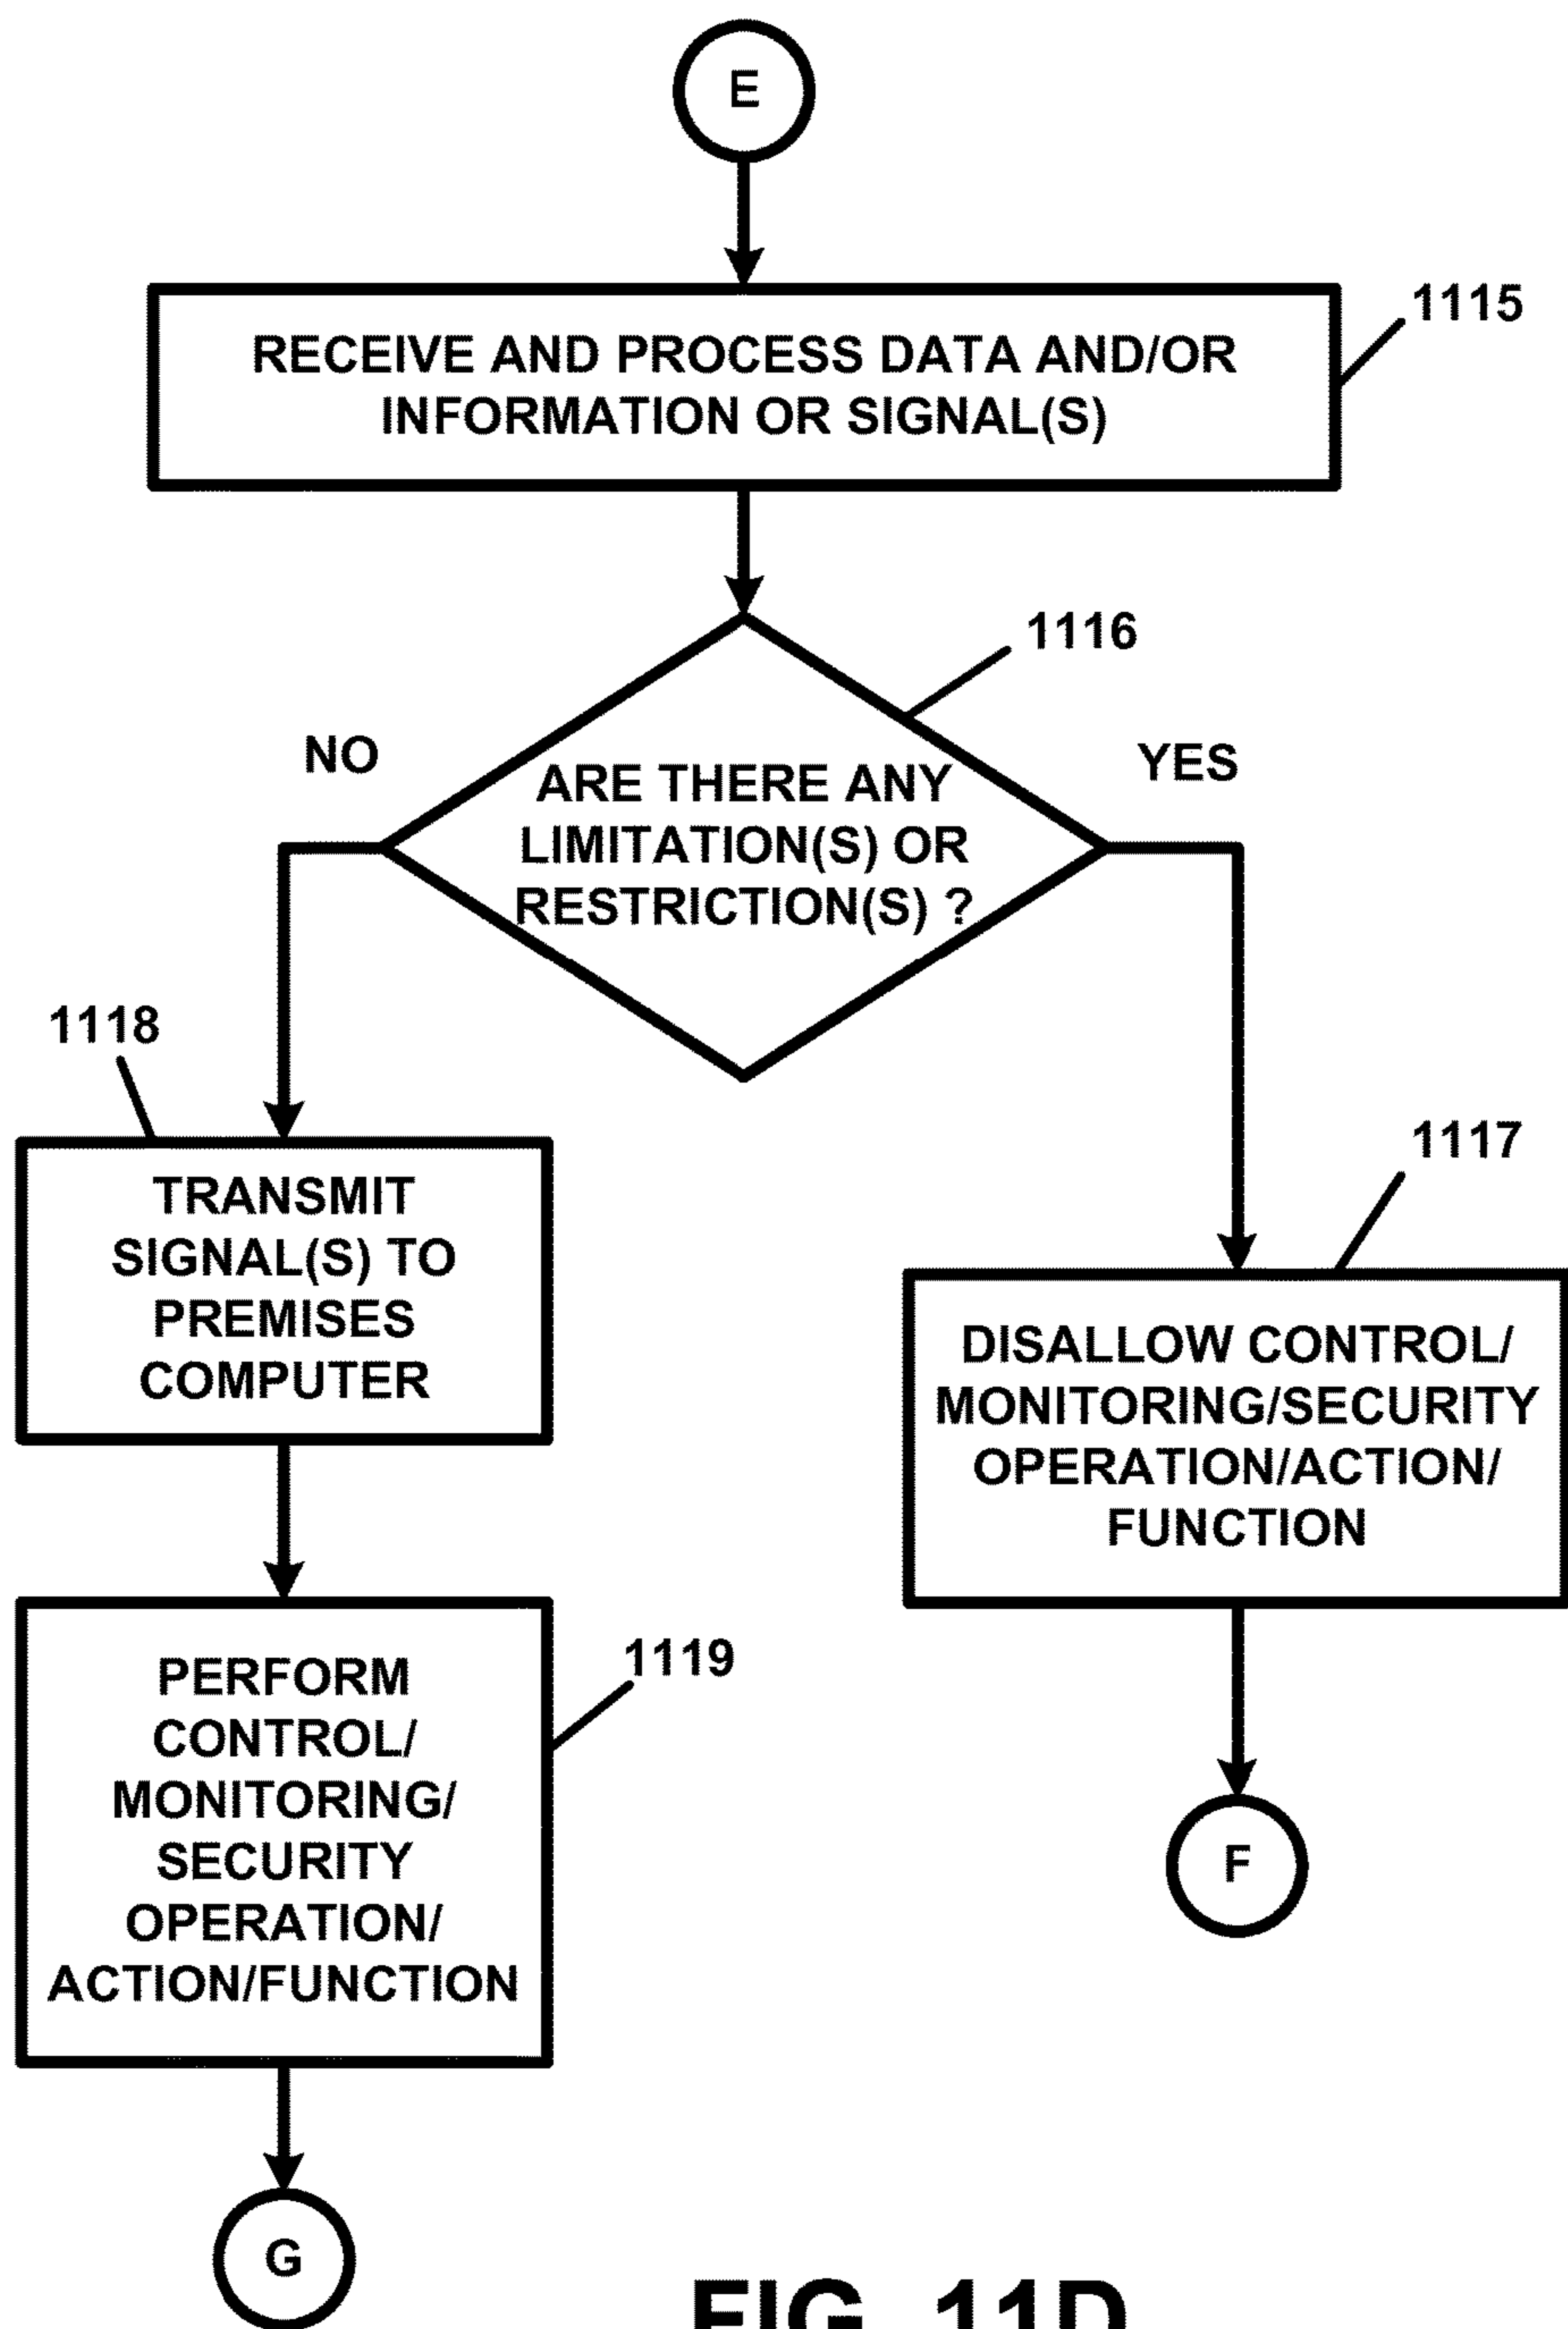 E
1115
RECEIVE AND PROCESS DATA AND/OR
INFORMATION OR SIGNAL(S)
1116
NO
YES
ARE THERE ANY
LIMITATION(S) OR
RESTRICTION(S) ?
1118
TRANSMIT
SIGNAL(S) TO
PREMISES
COMPUTER
1117
DISALLOW CONTROL/
MONITORING/SECURITY
OPERATION/ACTION/
FUNCTION
1119
PERFORM
CONTROL/
MONITORING/
SECURITY
OPERATION/
ACTION/FUNCTION
F
G
FIG. 11D